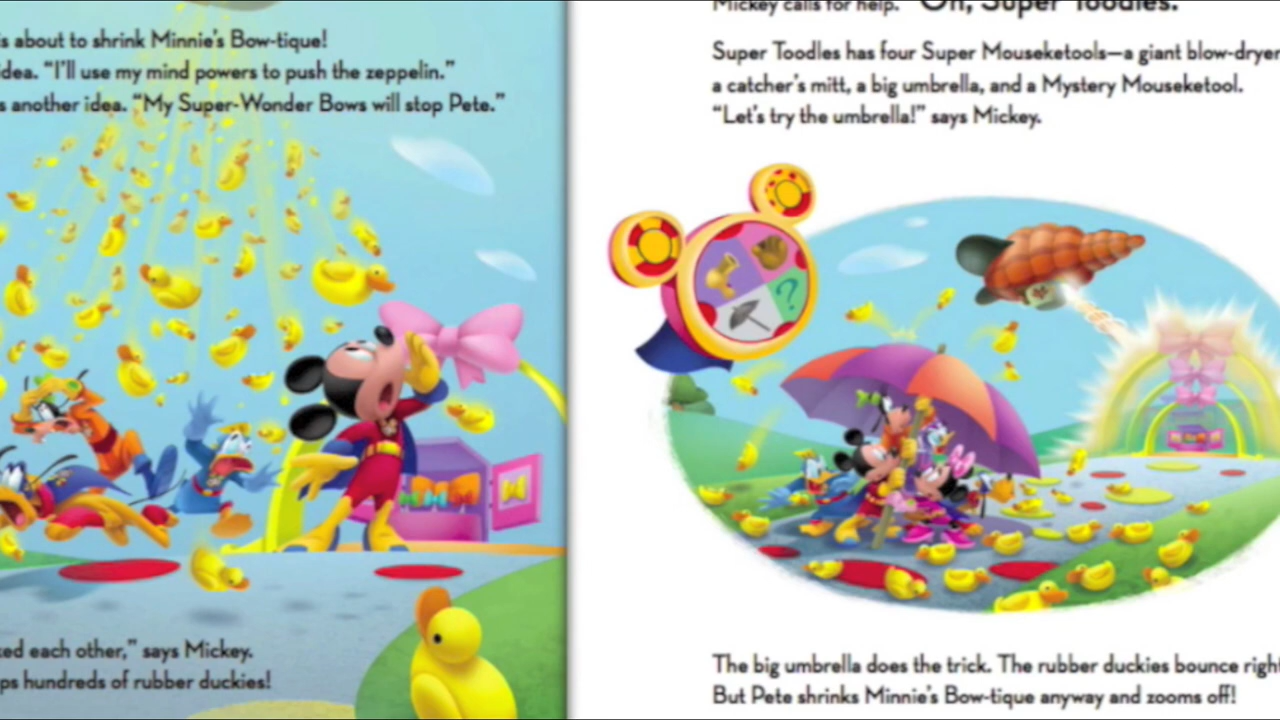 is about to shrink Minnie's Bow-tique!
idea. “I'll use my mind powers to push the zeppelin.”
s another idea. “My Super-Wonder Bows will stop Pete.”
ked each other,” says Mickey.
ps hundreds of rubber duckies!
Mickey calls for help. “Oh, Super Toodles!”
Super Toodles has four Super Mouseketools—a giant blow-dryer
a catcher's mitt, a big umbrella, and a Mystery Mouseketool.
“Let's try the umbrella!” says Mickey.
?
The big umbrella does the trick. The rubber duckies bounce right
But Pete shrinks Minnie's Bow-tique anyway and zooms off!